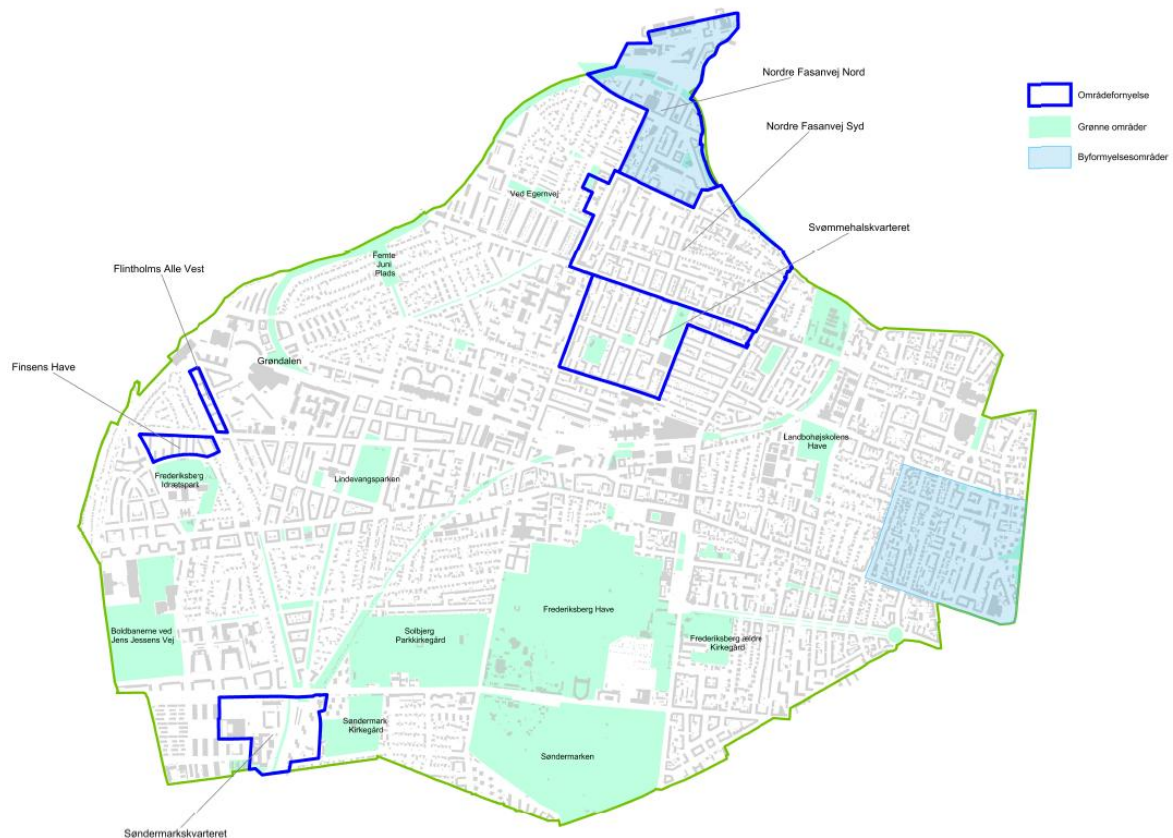 Nordre Fasanvej Nord
Nordre Fasanvej Syd
Svømmehalskvarteret
Områdefornyelse
Grønne områder
Byfornyelsesområder
Ved Egernvej
Femte
Juni
Plads
Flintholms Alle Vest
Grøndalen
Finsens Have
Frederiksberg
Idrætspark
Lindevangsparken
Landbohøjskolens
Have
Boldbanerne ved
Jens Jessens Vej
Solbjerg
Parkkirkegård
Frederiksberg Have
Frederiksberg ældre
Kirkegård
Søndermark
Kirkegård
Søndermarken
Søndermarkskvarteret